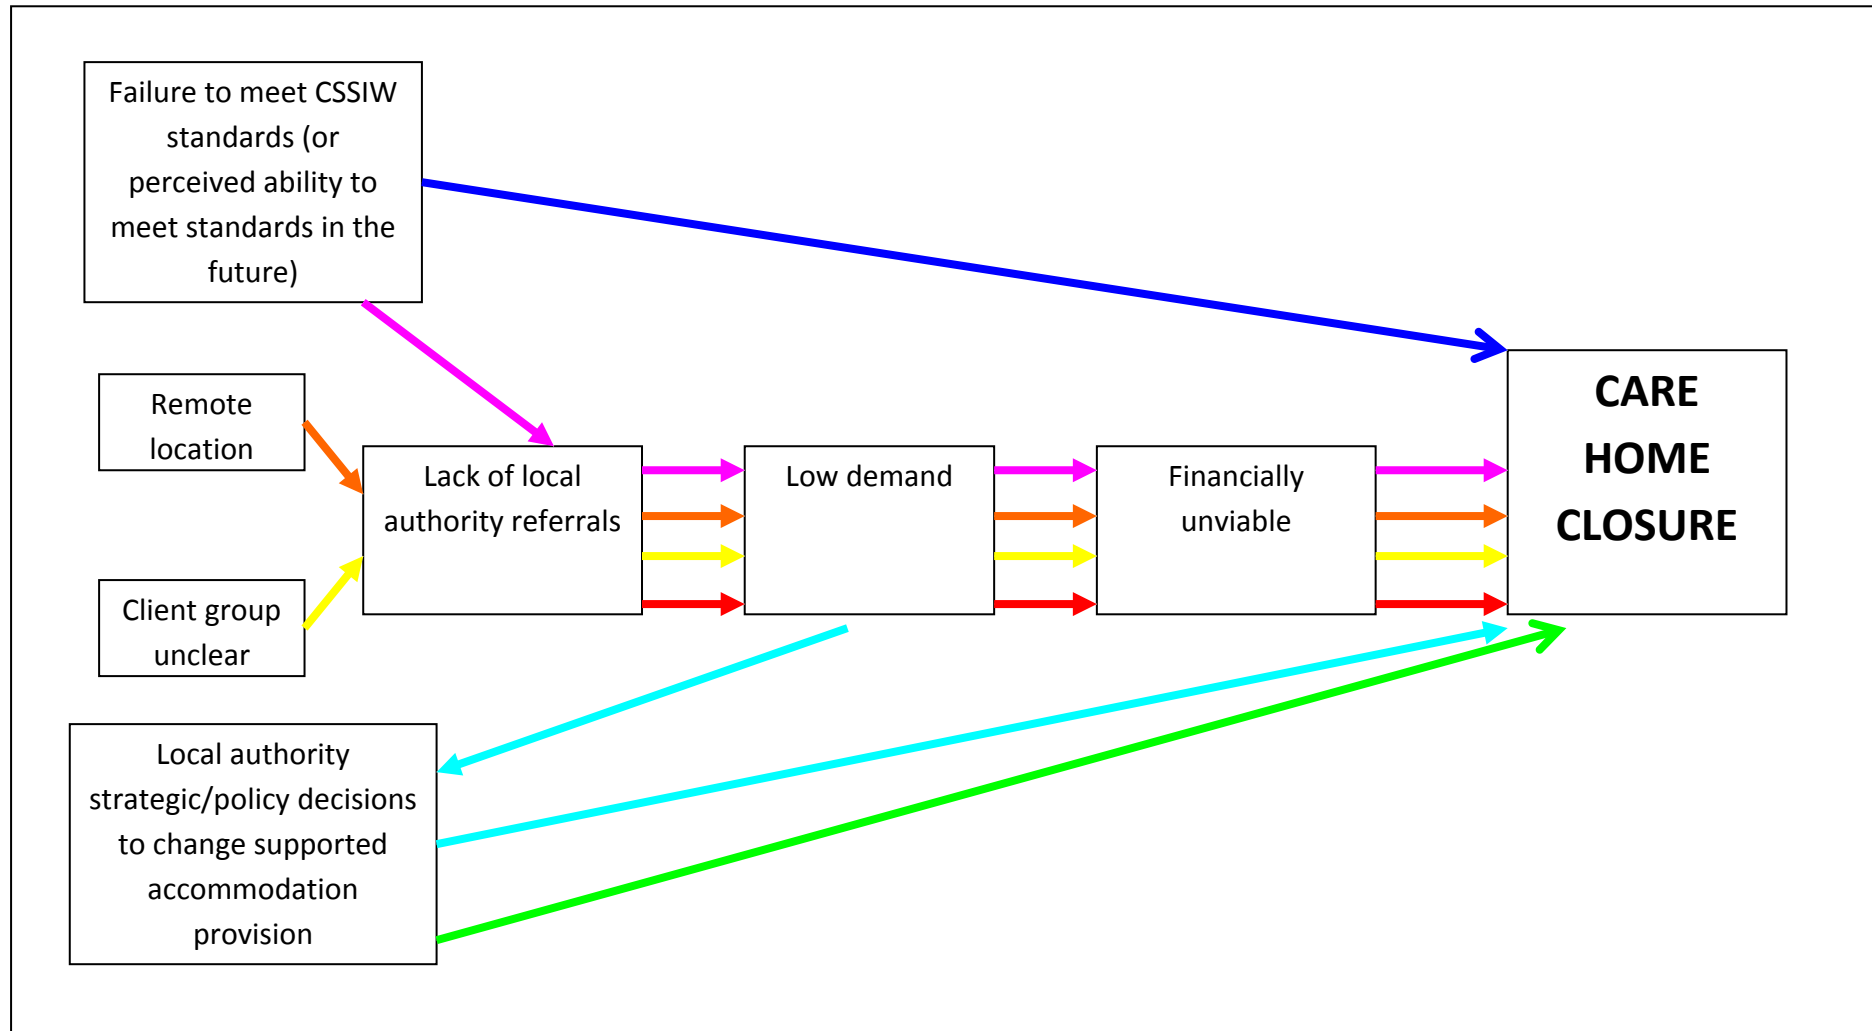 Failure to meet CSSIW
standards (or
perceived ability to
meet standards in the
future)
Remote
location
Client group
unclear
Lack of local
authority referrals
Low demand
Financially
unviable
CARE
HOME
CLOSURE
Local authority
strategic/policy decisions
to change supported
accommodation
provision